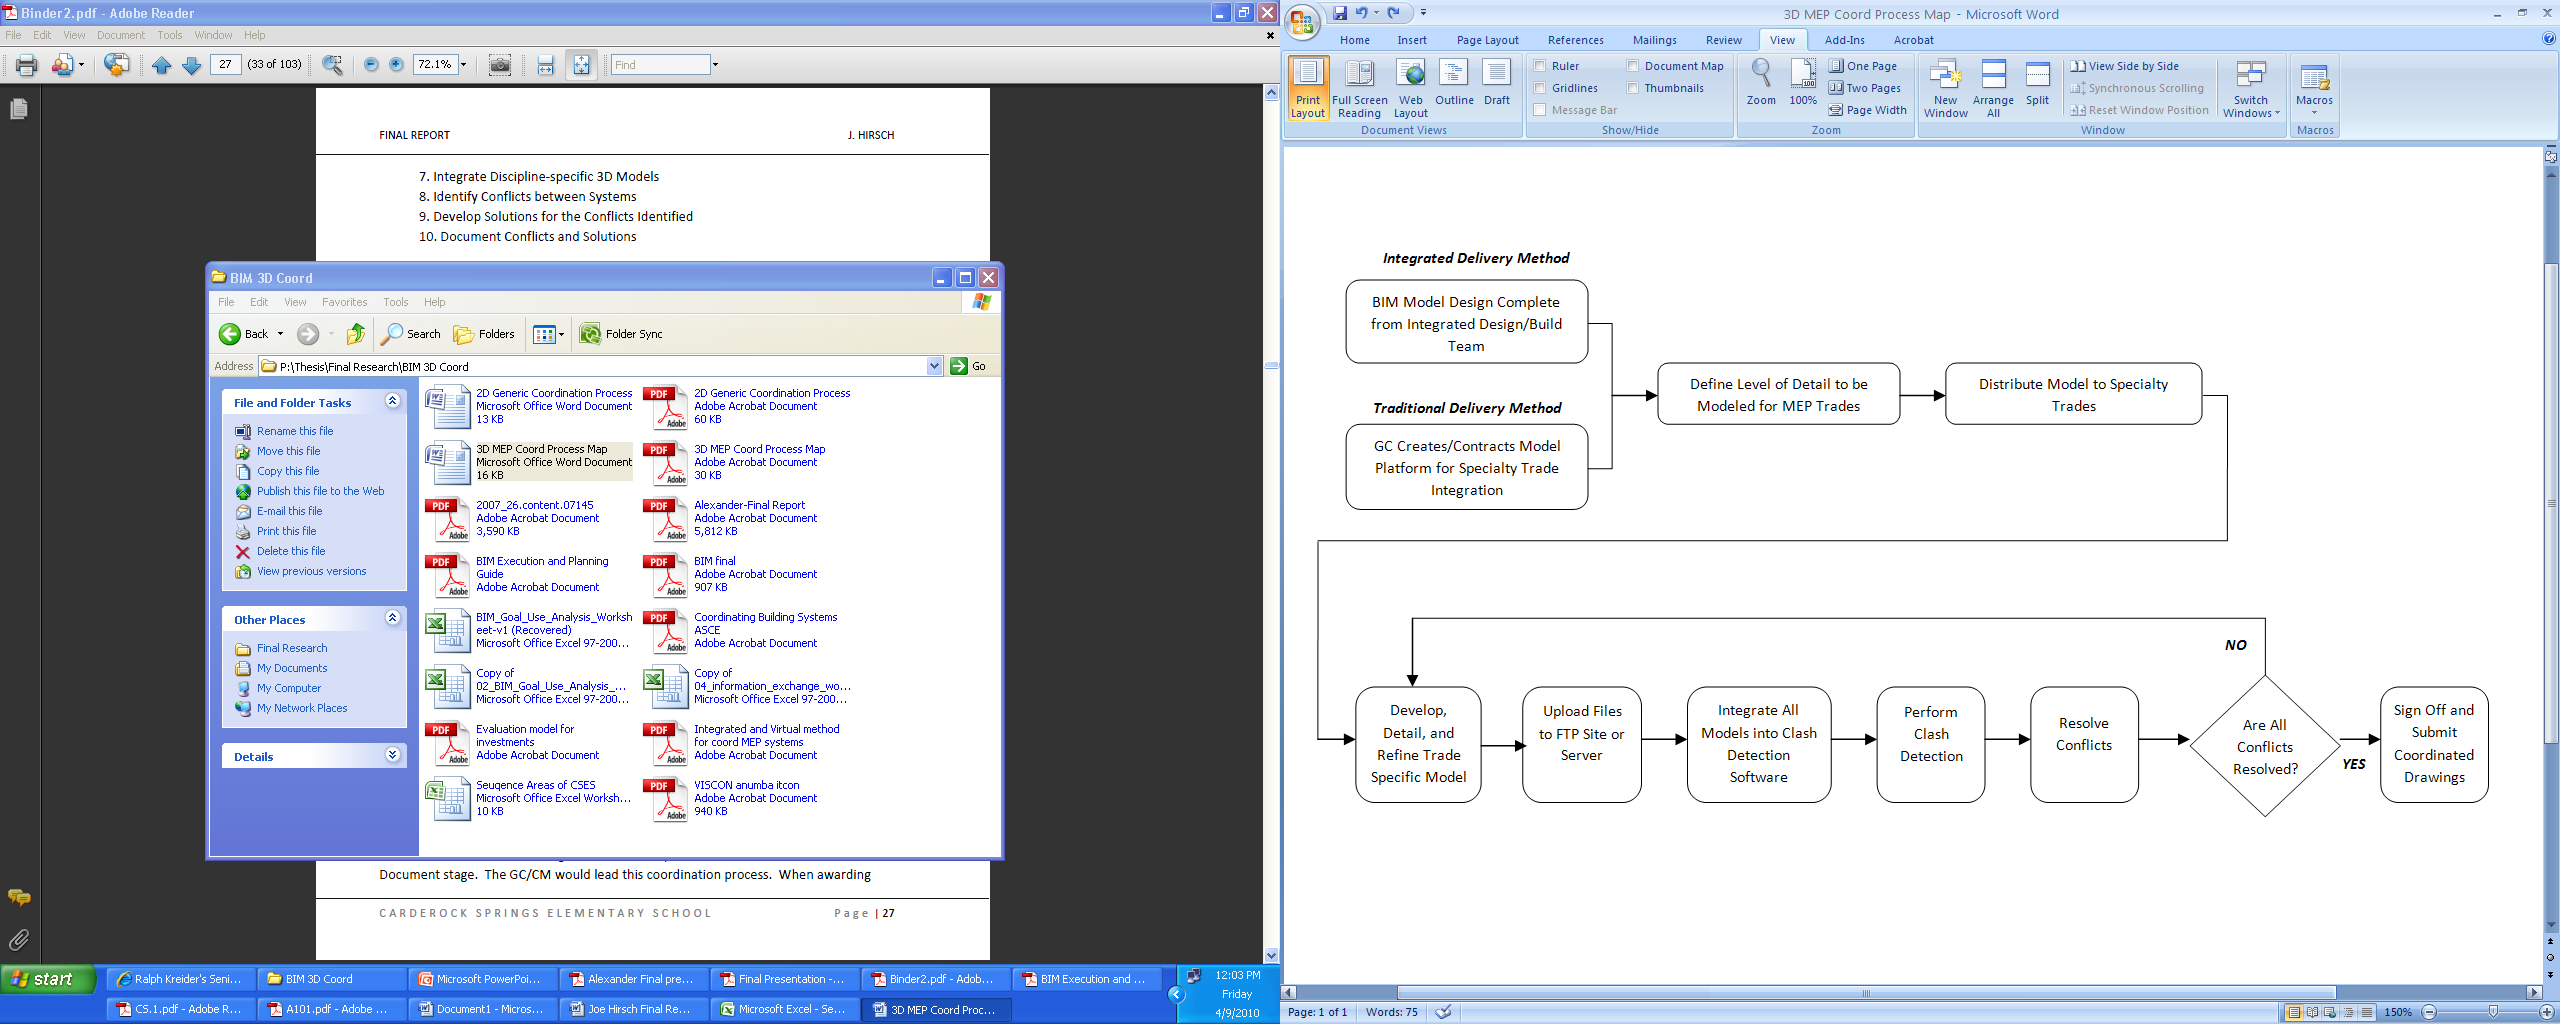 Binder2.pdf - Adobe Reader
File Edit View Document Tools Window Help
27 (33 of 103) 72.1% Find
FINAL REPORT J. HIRSCH
7. Integrate Discipline-specific 3D Models
8. Identify Conflicts between Systems
9. Develop Solutions for the Conflicts Identified
10. Document Conflicts and Solutions
BIM 3D Coord
File Edit View Favorites Tools Help
Back Search Folders Folder Sync
Address P:\Thesis\Final Research\BIM 3D Coord Go
File and Folder Tasks
Rename this file
Move this file
Copy this file
Publish this file to the Web
E-mail this file
Print this file
Delete this file
View previous versions
Other Places
Final Research
My Documents
My Computer
My Network Places
Details
2D Generic Coordination Process
Microsoft Office Word Document
13 KB
2D Generic Coordination Process
Adobe Acrobat Document
60 KB
3D MEP Coord Process Map
Microsoft Office Word Document
16 KB
3D MEP Coord Process Map
Adobe Acrobat Document
30 KB
2007_26.content.07145
Adobe Acrobat Document
3,590 KB
Alexander-Final Report
Adobe Acrobat Document
5,812 KB
BIM Execution and Planning
Guide
Adobe Acrobat Document
BIM final
Adobe Acrobat Document
907 KB
BIM_Goal_Use_Analysis_Worksh
eet-v1 (Recovered)
Microsoft Office Excel 97-200...
Coordinating Building Systems
ASCE
Adobe Acrobat Document
Copy of
02_BIM_Goal_Use_Analysis_...
Microsoft Office Excel 97-200...
Copy of
04_information_exchange_wo...
Microsoft Office Excel 97-200...
Evaluation model for
investments
Adobe Acrobat Document
Integrated and Virtual method
for coord MEP systems
Adobe Acrobat Document
Seuqence Areas of CSES
Microsoft Office Excel Worksh...
10 KB
VISCON anumba itcon
Adobe Acrobat Document
940 KB
Document stage. The GC/CM would lead this coordination process. When awarding
CARDEROCK SPRINGS ELEMENTARY SCHOOL Page | 27
start
Ralph Kreider's Seni...
BIM 3D Coord
Microsoft PowerPoi...
Alexander Final pre...
Final Presentation -...
Binder2.pdf - Adob...
BIM Execution and ...
CS.1.pdf - Adobe R...
A101.pdf - Adobe ...
Document1 - Micros...
Joe Hirsch Final Re...
Microsoft Excel - Se...
3D MEP Coord Proc...
12:03 PM
Friday
4/9/2010
3D MEP Coord Process Map - Microsoft Word
Home Insert Page Layout References Mailings Review View Add-Ins Acrobat
Print Layout
Full Screen Reading
Web Layout
Outline
Draft
Document Views
Ruler
Gridlines
Message Bar
Document Map
Thumbnails
Show/Hide
Zoom
100%
One Page
Two Pages
Page Width
Zoom
New Window
Arrange All
Split
View Side by Side
Synchronous Scrolling
Reset Window Position
Switch Windows
Window
Macros
Macros
Integrated Delivery Method
BIM Model Design Complete
from Integrated Design/Build
Team
Traditional Delivery Method
GC Creates/Contracts Model
Platform for Specialty Trade
Integration
Define Level of Detail to be
Modeled for MEP Trades
Distribute Model to Specialty
Trades
Develop,
Detail, and
Refine Trade
Specific Model
Upload Files
to FTP Site or
Server
Integrate All
Models into Clash
Detection
Software
Perform
Clash
Detection
Resolve
Conflicts
Are All
Conflicts
Resolved?
NO
YES
Sign Off and
Submit
Coordinated
Drawings
Page: 1 of 1 Words: 75 150%